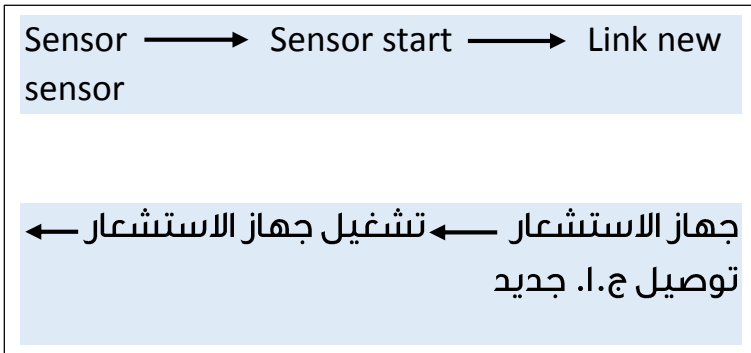 Sensor ⟶ Sensor start ⟶ Link new
sensor
جهاز الاستشعار ⟵ تشغيل جهاز الاستشعار ⟵
توصيل ج.ا. جديد